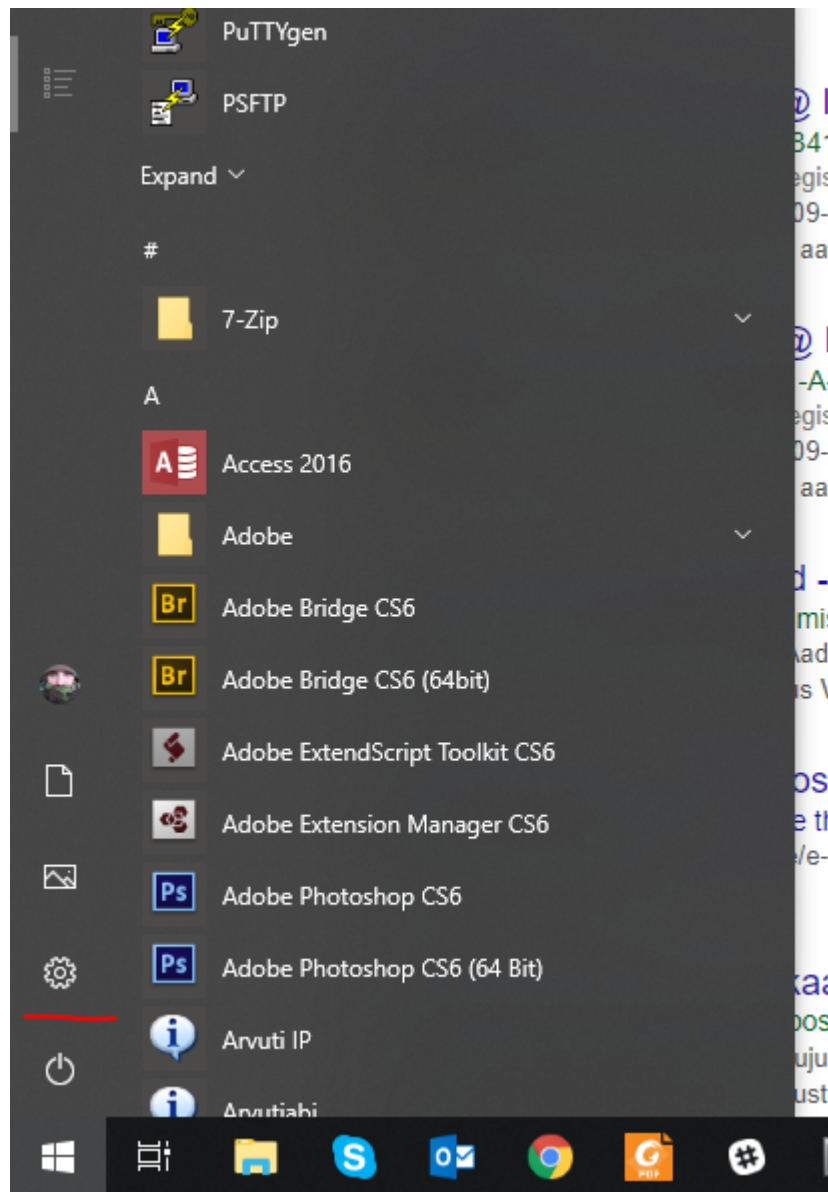 PuTTYgen
PSFTP
Expand
#
7-Zip
A
Access 2016
Adobe
Adobe Bridge CS6
Adobe Bridge CS6 (64bit)
Adobe ExtendScript Toolkit CS6
Adobe Extension Manager CS6
Adobe Photoshop CS6
Adobe Photoshop CS6 (64 Bit)
Arvuti IP
Arvutiabi